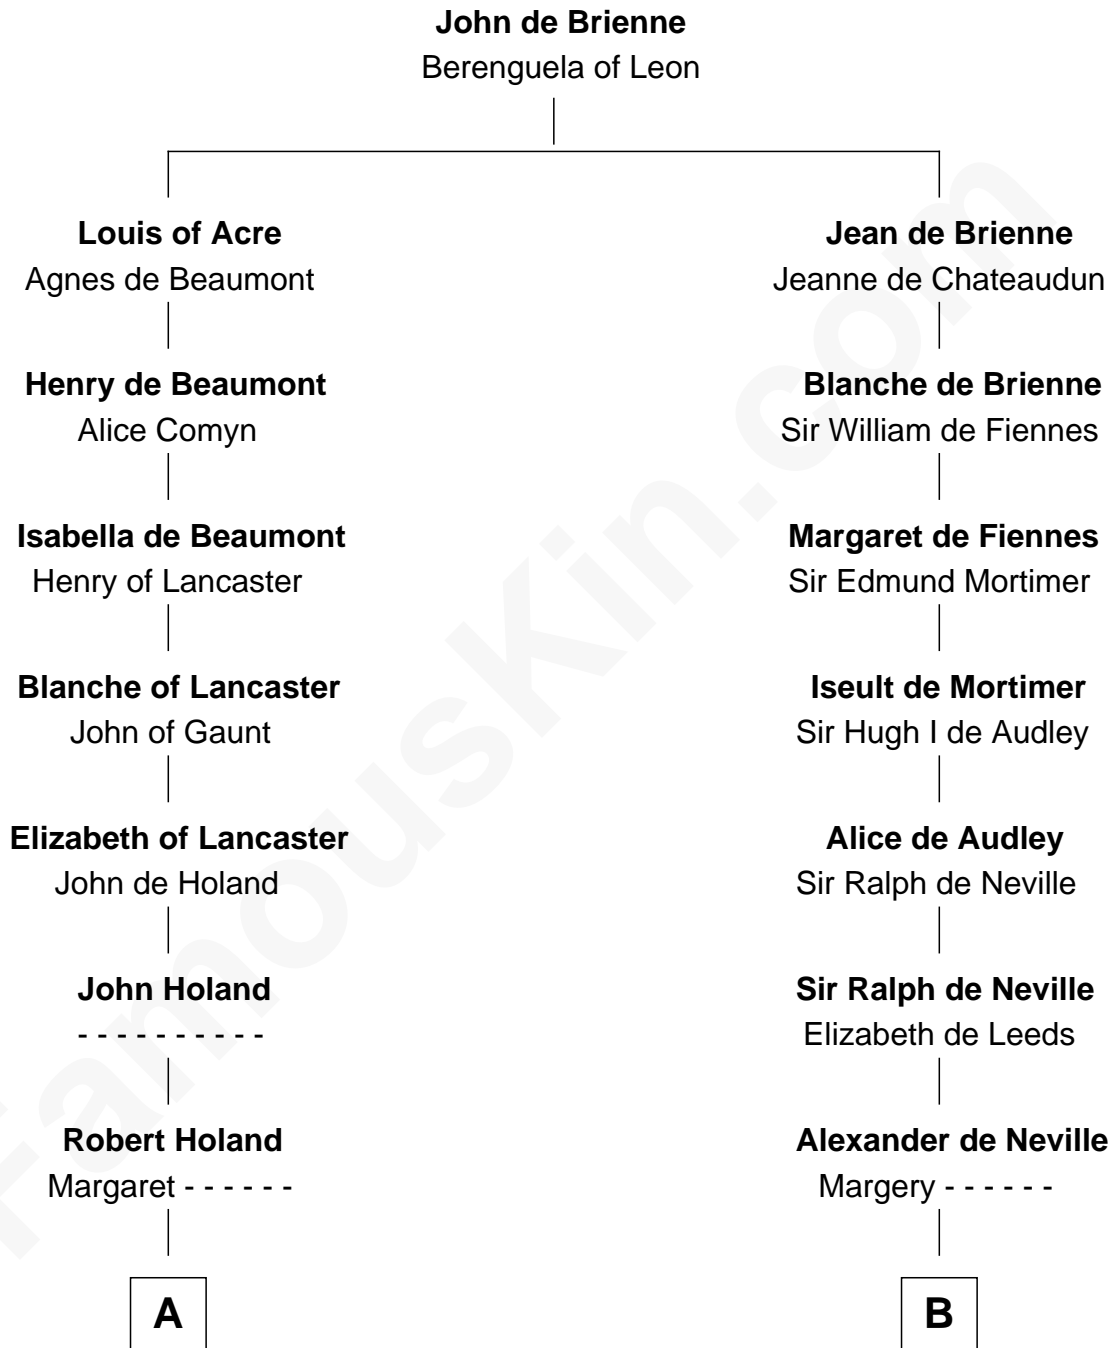 John de Brienne
Berenguela of Leon
Louis of Acre
Agnes de Beaumont
Jean de Brienne
Jeanne de Chateaudun
Henry de Beaumont
Alice Comyn
Blanche de Brienne
Sir William de Fiennes
Isabella de Beaumont
Henry of Lancaster
Margaret de Fiennes
Sir Edmund Mortimer
Blanche of Lancaster
John of Gaunt
Iseult de Mortimer
Sir Hugh I de Audley
Elizabeth of Lancaster
John de Holand
Alice de Audley
Sir Ralph de Neville
John Holand
- - - - - - - - - -
Sir Ralph de Neville
Elizabeth de Leeds
Robert Holand
Margaret - - - - - -
Alexander de Neville
Margery - - - - - -
A
B
FamousKin.com